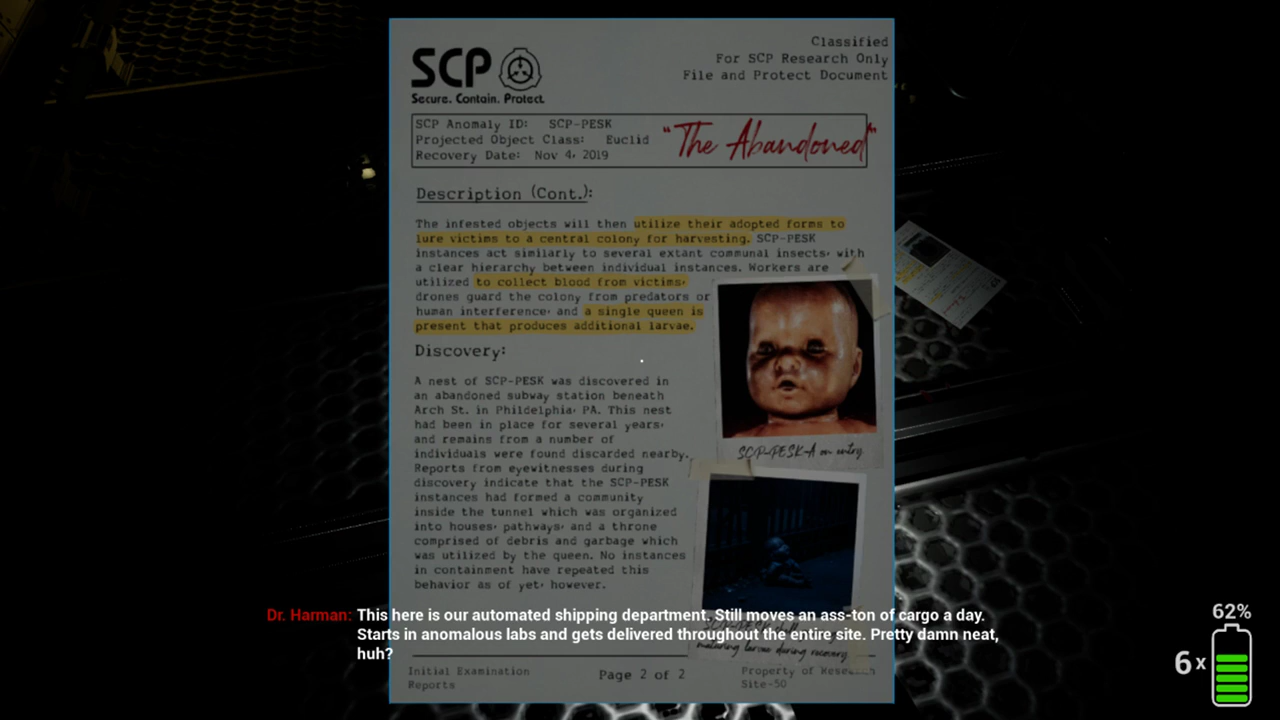 Classified
For SCP Research Only
File and Protect Document
SCP
Secure. Contain. Protect.
SCP Anomaly ID: SCP-PESK
Projected Object Class: Euclid
Recovery Date: Nov 4, 2019
"The Abandoned"
Description (Cont.):
The infested objects will then utilize their adopted forms to
lure victims to a central colony for harvesting. SCP-PESK
instances act similarly to several extant communal insects, with
a clear hierarchy between individual instances. Workers are
utilized to collect blood from victims,
drones guard the colony from predators or
human interference, and a single queen is
present that produces additional larvae.
Discovery:
A nest of SCP-PESK was discovered in
an abandoned subway station beneath
Arch St. in Phildelphia, PA. This nest
had been in place for several years,
and remains from a number of
individuals were found discarded nearby.
Reports from eyewitnesses during
discovery indicate that the SCP-PESK
instances had formed a community
inside the tunnel which was organized
into houses, pathways, and a throne
comprised of debris and garbage which
was utilized by the queen. No instances
in containment have repeated this
behavior as of yet, however.
SCP-PESK-A on entry
maturing larvae during recovery
Dr. Harman: This here is our automated shipping department. Still moves an ass-ton of cargo a day.
Starts in anomalous labs and gets delivered throughout the entire site. Pretty damn neat,
huh?
Initial Examination
Reports
Page 2 of 2
Property of Research
Site-50
62%
6x